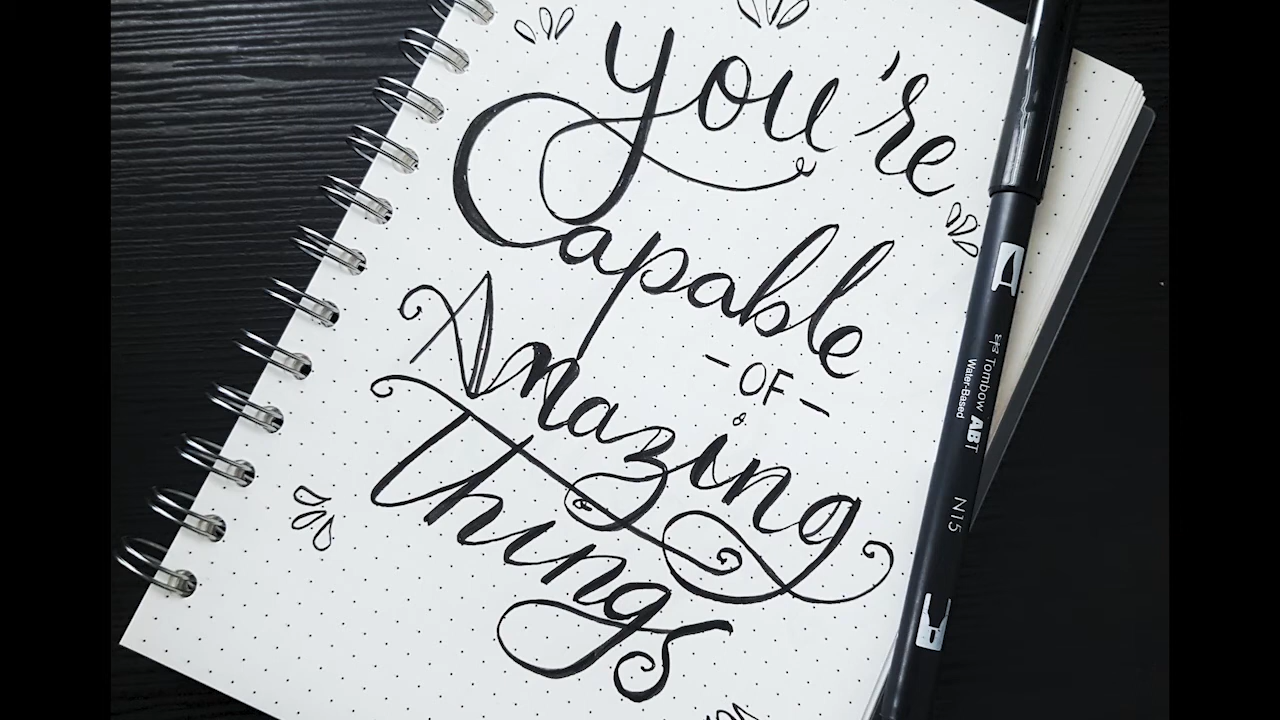 you're
Capable
- OF -
Amazing
Things
Tombow ABT
Water-Based
N15